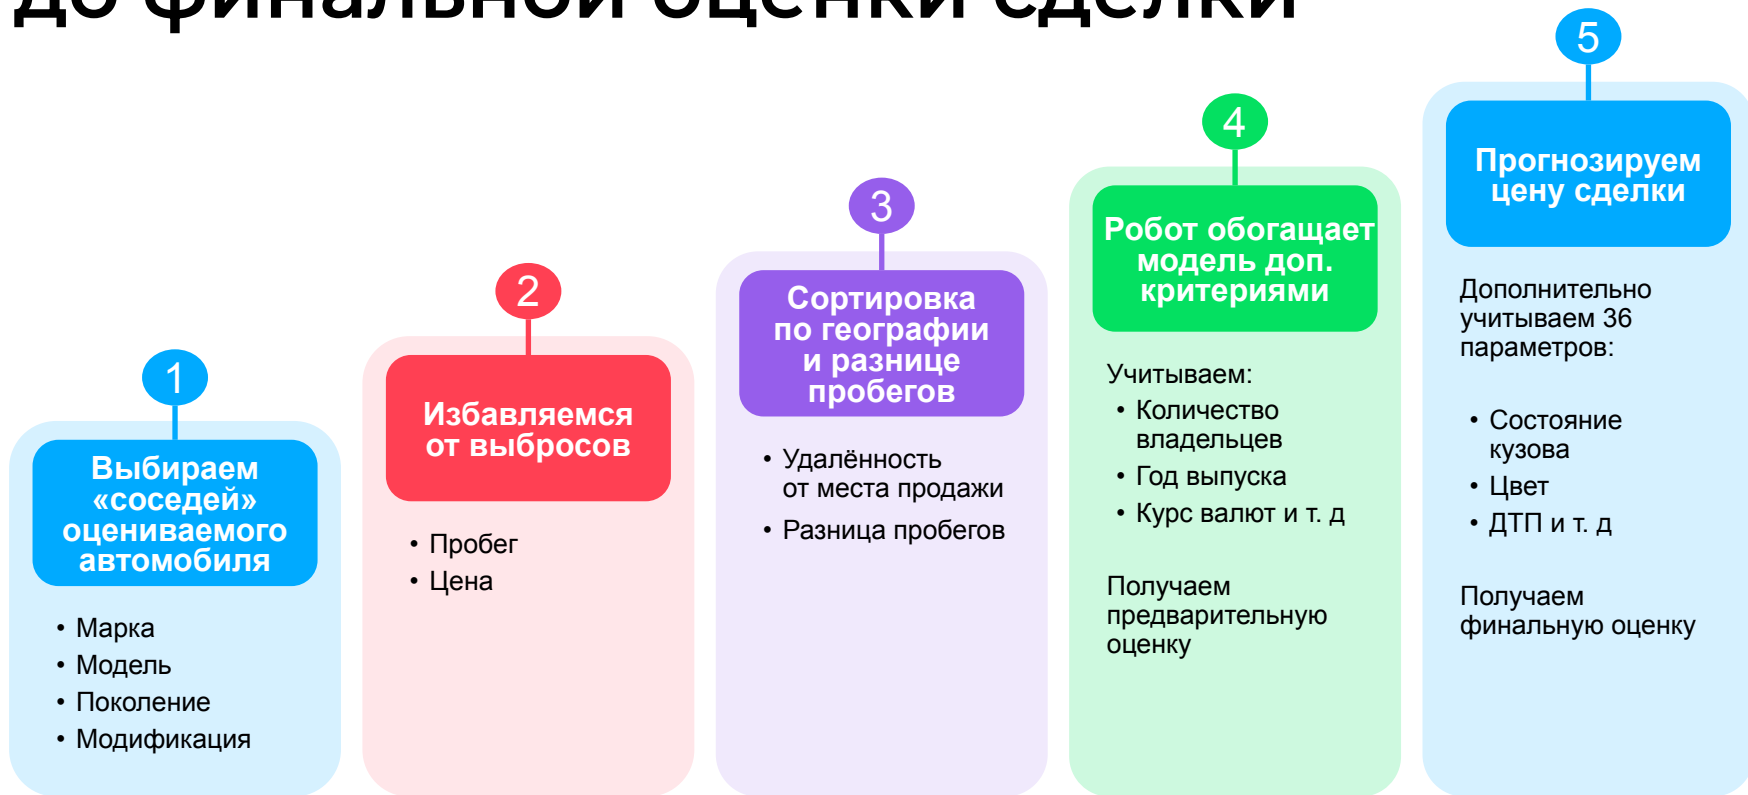 до финальной оценки сделки
1
Выбираем
«соседей»
оцениваемого
автомобиля
• Марка
• Модель
• Поколение
• Модификация
2
Избавляемся
от выбросов
• Пробег
• Цена
3
Сортировка
по географии
и разнице
пробегов
• Удалённость
от места продажи
• Разница пробегов
4
Робот обогащает
модель доп.
критериями
Учитываем:
• Количество
владельцев
• Год выпуска
• Курс валют и т. д
Получаем
предварительную
оценку
5
Прогнозируем
цену сделки
Дополнительно
учитываем 36
параметров:
• Состояние
кузова
• Цвет
• ДТП и т. д
Получаем
финальную оценку